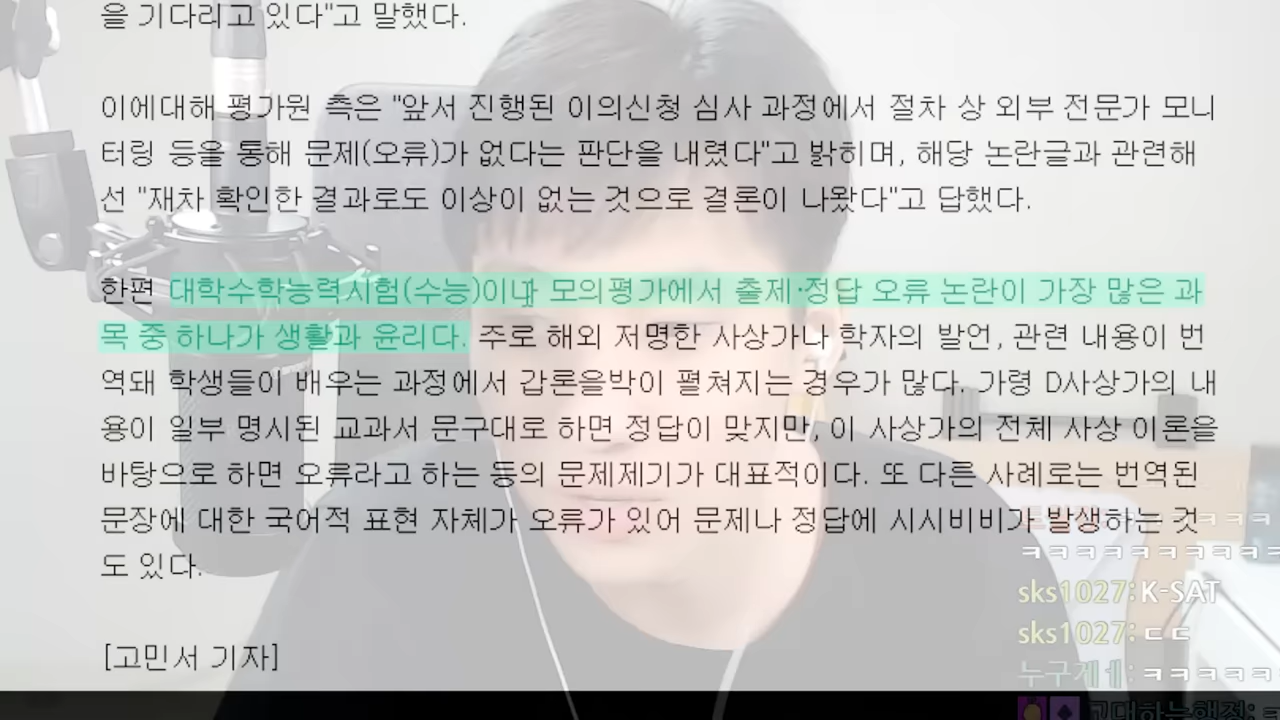 을 기다리고 있다"고 말했다.
이에대해 평가원 측은 "앞서 진행된 이의신청 심사 과정에서 절차 상 외부 전문가 모니
터링 등을 통해 문제(오류)가 없다는 판단을 내렸다"고 밝히며, 해당 논란글과 관련해
선 "재차 확인한 결과로도 이상이 없는 것으로 결론이 나왔다"고 답했다.
한편 대학수학능력시험(수능)이나 모의평가에서 출제·정답 오류 논란이 가장 많은 과
목 중 하나가 생활과 윤리다. 주로 해외 저명한 사상가나 학자의 발언, 관련 내용이 번
역돼 학생들이 배우는 과정에서 갑론을박이 펼쳐지는 경우가 많다. 가령 D사상가의 내
용이 일부 명시된 교과서 문구대로 하면 정답이 맞지만, 이 사상가의 전체 사상 이론을
바탕으로 하면 오류라고 하는 등의 문제제기가 대표적이다. 또 다른 사례로는 번역된
문장에 대한 국어적 표현 자체가 오류가 있어 문제나 정답에 시시비비가 발생하는 것
도 있다.
[고민서 기자]
ㅋㅋㅋ
ㅋㅋㅋㅋㅋㅋㅋㅋㅋㅋ
sks1027: K-SAT
sks1027: ㄷㄷ
ㅋㅋㅋㅋㅋ